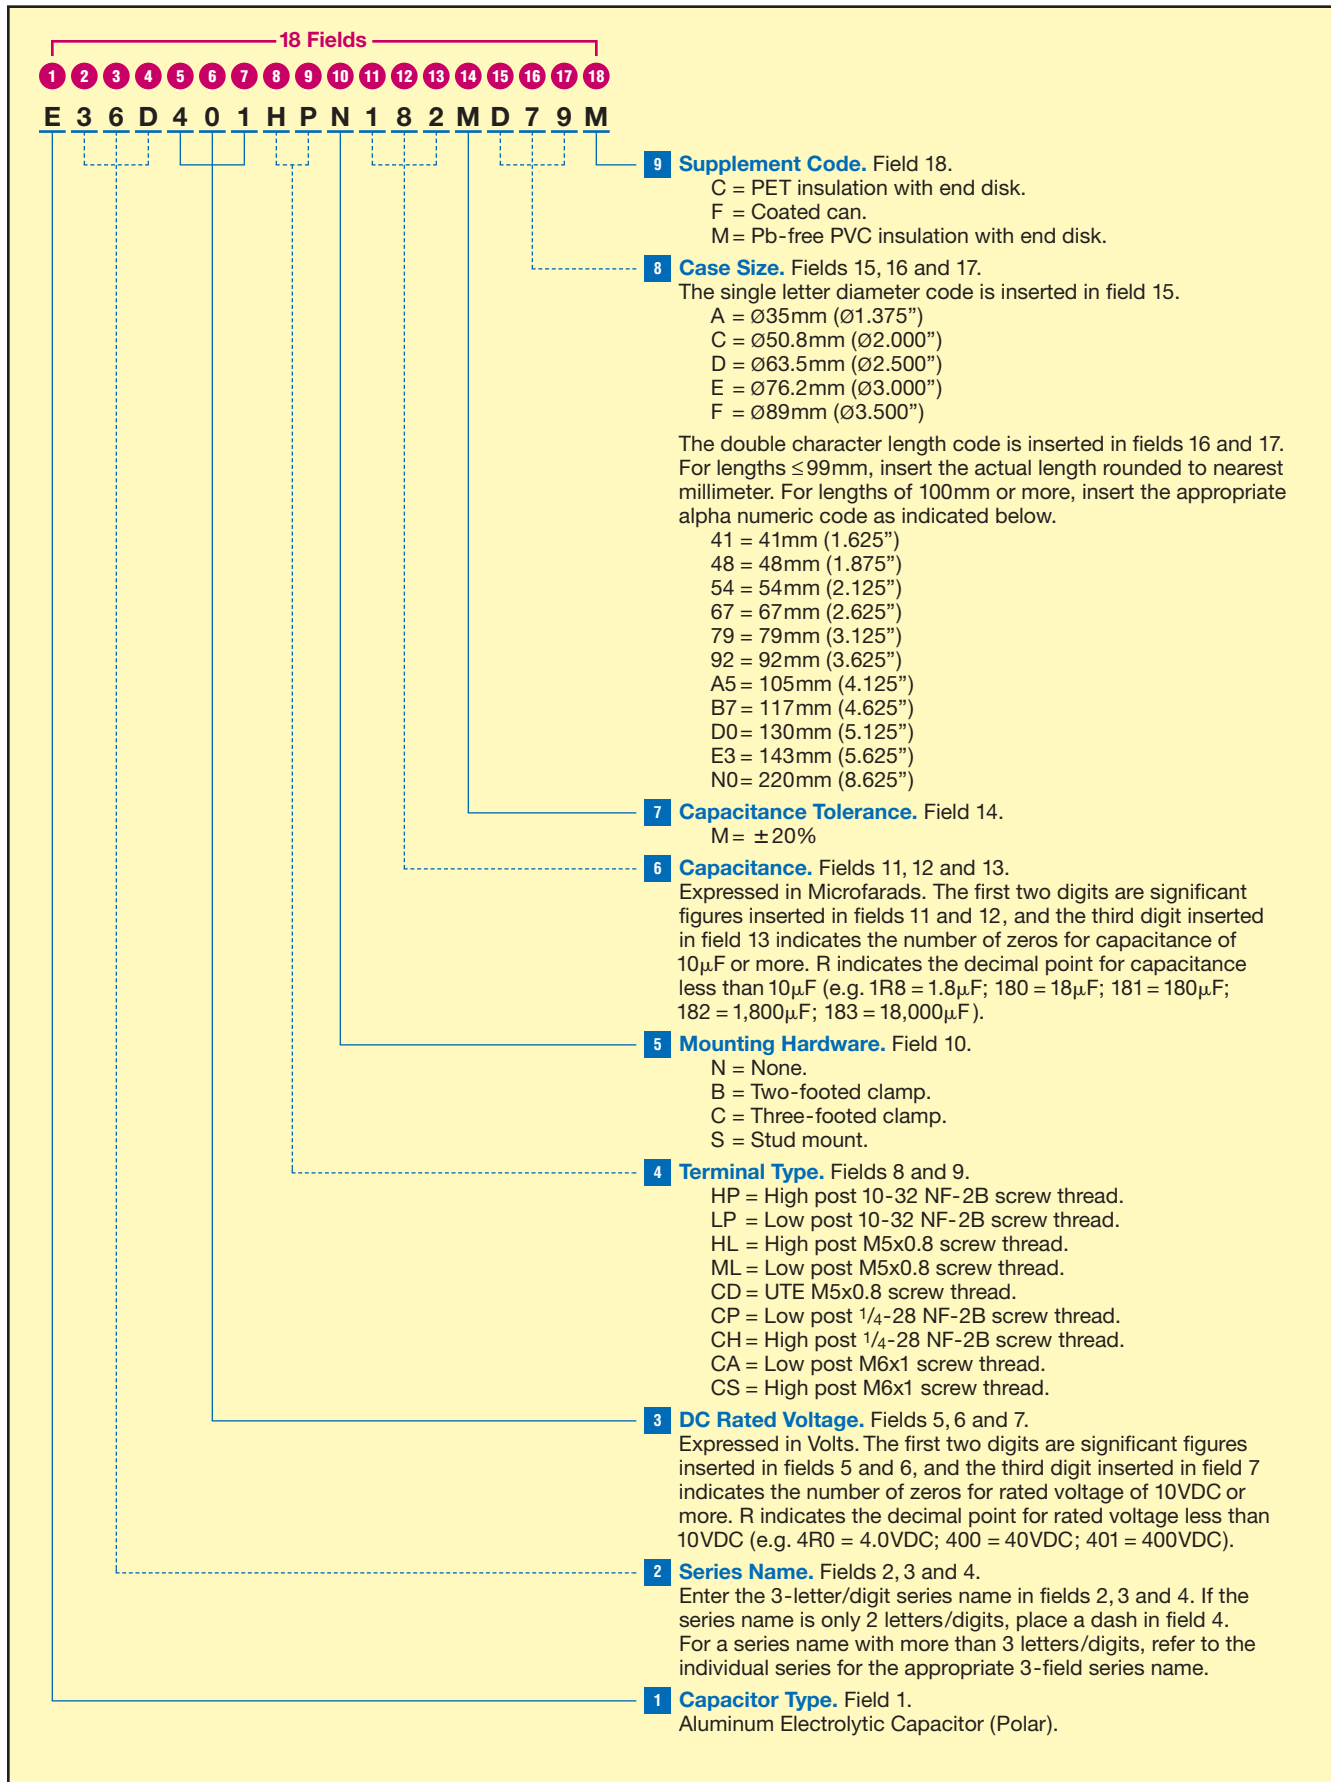 18 Fields
1 2 3 4 5 6 7 8 9 10 11 12 13 14 15 16 17 18
E 3 6 D 4 0 1 H P N 1 8 2 M D 7 9 M
9 Supplement Code. Field 18.
C = PET insulation with end disk.
F = Coated can.
M = Pb-free PVC insulation with end disk.
8 Case Size. Fields 15, 16 and 17.
The single letter diameter code is inserted in field 15.
A = Ø35mm (Ø1.375”)
C = Ø50.8mm (Ø2.000”)
D = Ø63.5mm (Ø2.500”)
E = Ø76.2mm (Ø3.000”)
F = Ø89mm (Ø3.500”)
The double character length code is inserted in fields 16 and 17.
For lengths ≤99mm, insert the actual length rounded to nearest
millimeter. For lengths of 100mm or more, insert the appropriate
alpha numeric code as indicated below.
41 = 41mm (1.625”)
48 = 48mm (1.875”)
54 = 54mm (2.125”)
67 = 67mm (2.625”)
79 = 79mm (3.125”)
92 = 92mm (3.625”)
A5 = 105mm (4.125”)
B7 = 117mm (4.625”)
D0 = 130mm (5.125”)
E3 = 143mm (5.625”)
N0 = 220mm (8.625”)
7 Capacitance Tolerance. Field 14.
M = ±20%
6 Capacitance. Fields 11, 12 and 13.
Expressed in Microfarads. The first two digits are significant
figures inserted in fields 11 and 12, and the third digit inserted
in field 13 indicates the number of zeros for capacitance of
10µF or more. R indicates the decimal point for capacitance
less than 10µF (e.g. 1R8 = 1.8µF; 180 = 18µF; 181 = 180µF;
182 = 1,800µF; 183 = 18,000µF).
5 Mounting Hardware. Field 10.
N = None.
B = Two-footed clamp.
C = Three-footed clamp.
S = Stud mount.
4 Terminal Type. Fields 8 and 9.
HP = High post 10-32 NF-2B screw thread.
LP = Low post 10-32 NF-2B screw thread.
HL = High post M5x0.8 screw thread.
ML = Low post M5x0.8 screw thread.
CD = UTE M5x0.8 screw thread.
CP = Low post 1/4-28 NF-2B screw thread.
CH = High post 1/4-28 NF-2B screw thread.
CA = Low post M6x1 screw thread.
CS = High post M6x1 screw thread.
3 DC Rated Voltage. Fields 5, 6 and 7.
Expressed in Volts. The first two digits are significant figures
inserted in fields 5 and 6, and the third digit inserted in field 7
indicates the number of zeros for rated voltage of 10VDC or
more. R indicates the decimal point for rated voltage less than
10VDC (e.g. 4R0 = 4.0VDC; 400 = 40VDC; 401 = 400VDC).
2 Series Name. Fields 2, 3 and 4.
Enter the 3-letter/digit series name in fields 2, 3 and 4. If the
series name is only 2 letters/digits, place a dash in field 4.
For a series name with more than 3 letters/digits, refer to the
individual series for the appropriate 3-field series name.
1 Capacitor Type. Field 1.
Aluminum Electrolytic Capacitor (Polar).